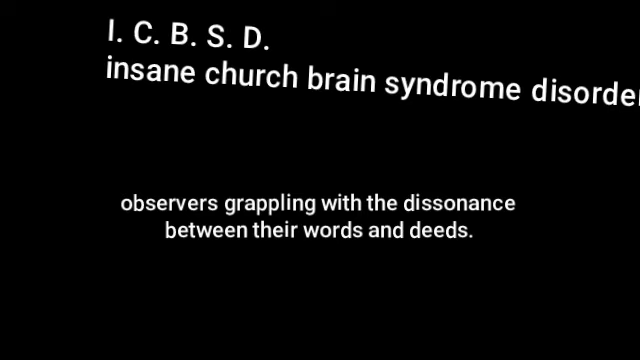 I. C. B. S. D.
insane church brain syndrome disorder
observers grappling with the dissonance
between their words and deeds.